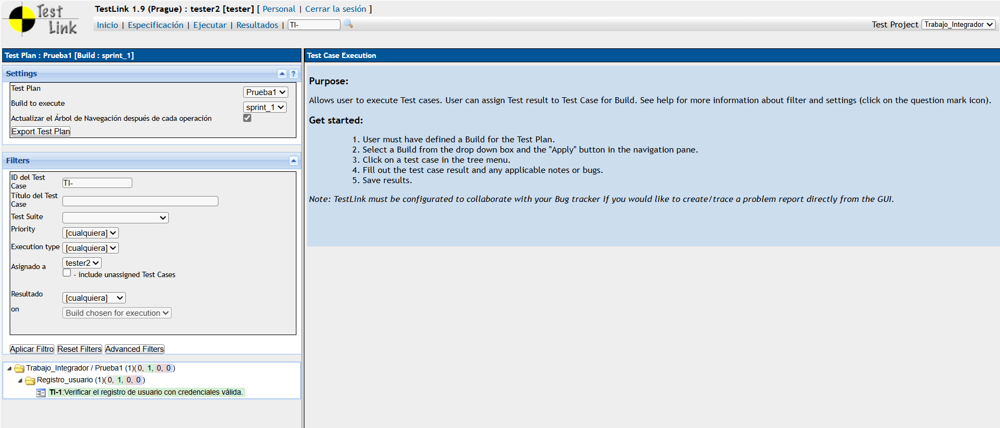 Test Link
TestLink 1.9 (Prague) : tester2 [tester] [ Personal | Cerrar la sesión ]
Inicio | Especificación | Ejecutar | Resultados | TI-
Test Project Trabajo_Integrador
Test Plan : Prueba1 [Build : sprint_1]
Settings ?
Test Plan Prueba1
Build to execute sprint_1
Actualizar el Árbol de Navegación después de cada operación
Export Test Plan
Filters
ID del Test
Case TI-
Título del Test
Case
Test Suite
Priority [cualquiera]
Execution type [cualquiera]
Asignado a tester2
- include unassigned Test Cases
Resultado [cualquiera]
on Build chosen for execution
Aplicar Filtro Reset Filters Advanced Filters
Trabajo_Integrador / Prueba1 (1)(0, 1, 0, 0 )
Registro_usuario (1)(0, 1, 0, 0 )
TI-1:Verificar el registro de usuario con credenciales válida.
Test Case Execution
Purpose:
Allows user to execute Test cases. User can assign Test result to Test Case for Build. See help for more information about filter and settings (click on the question mark icon).
Get started:
1. User must have defined a Build for the Test Plan.
2. Select a Build from the drop down box and the "Apply" button in the navigation pane.
3. Click on a test case in the tree menu.
4. Fill out the test case result and any applicable notes or bugs.
5. Save results.
Note: TestLink must be configurated to collaborate with your Bug tracker if you would like to create/trace a problem report directly from the GUI.